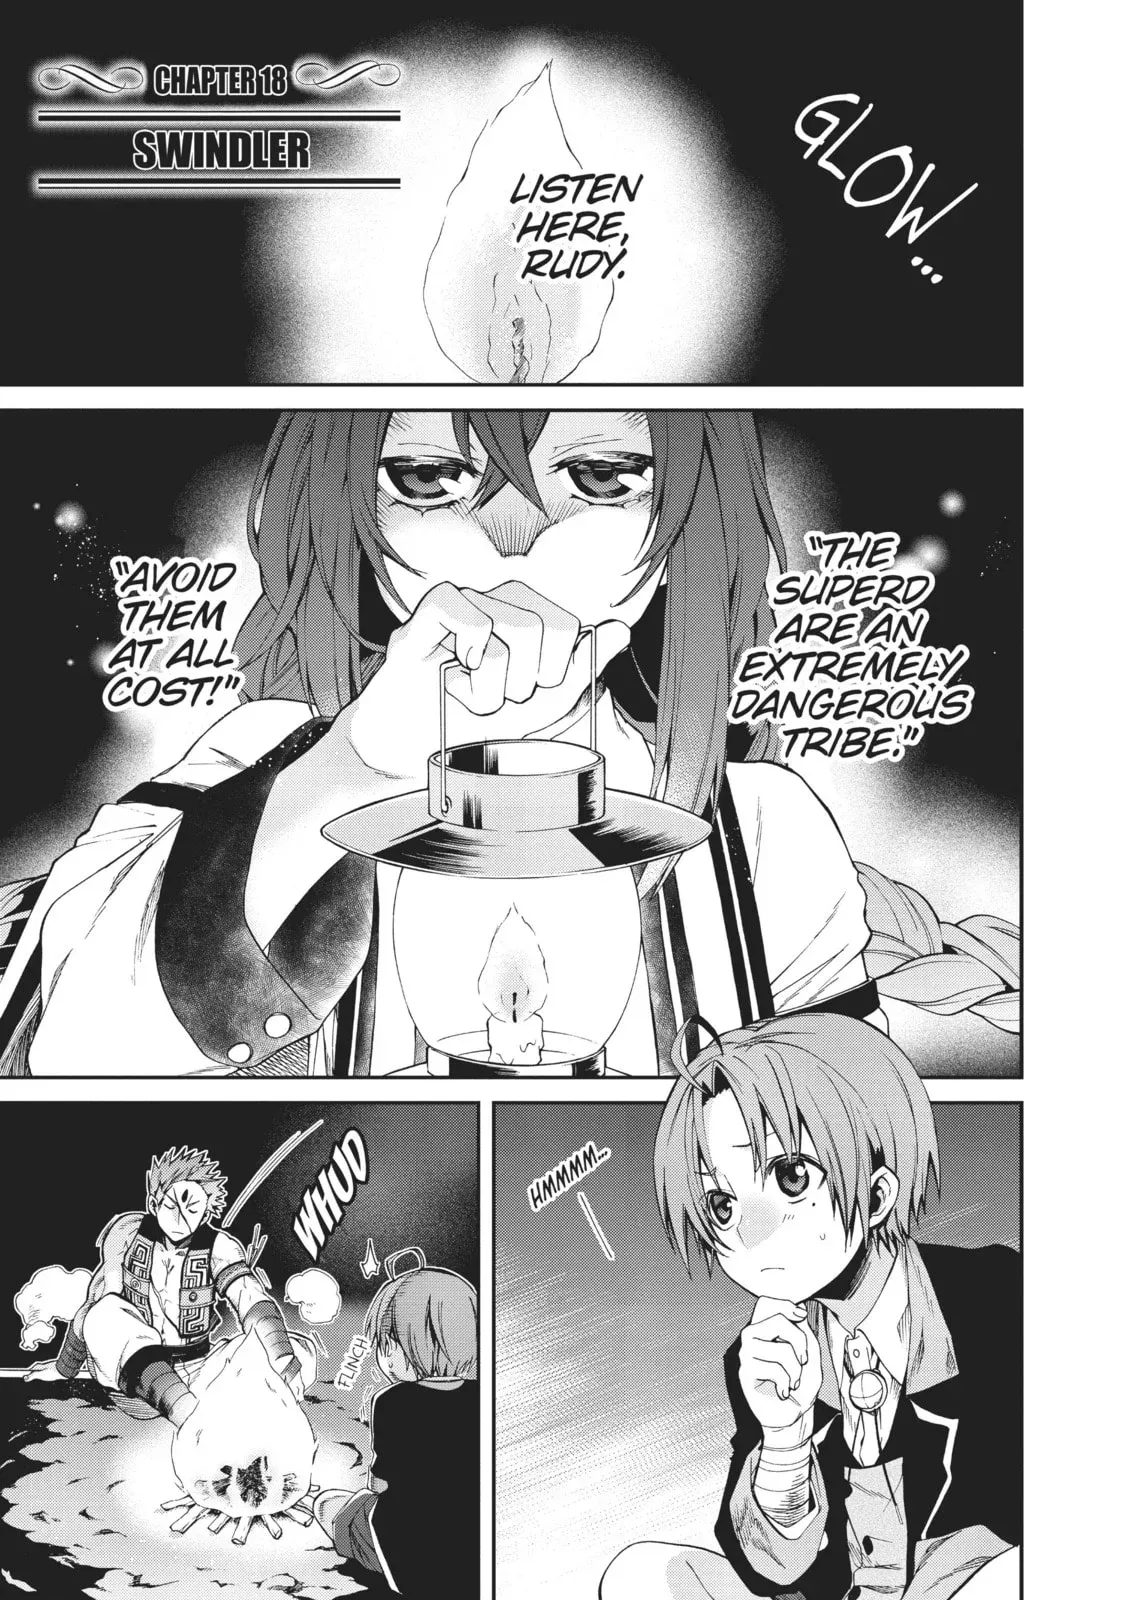 CHAPTER 18
SWINDLER
GLOW...
LISTEN
HERE,
RUDY.
"THE
SUPERD
ARE AN
EXTREMELY
DANGEROUS
TRIBE."
"AVOID
THEM
AT ALL
COST!"
HMMMM...
WHUD
FLINCH